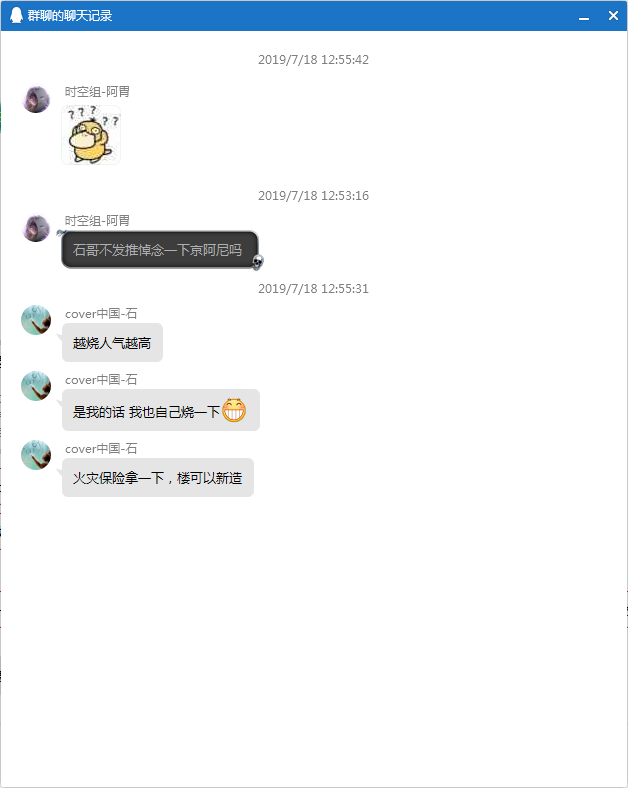 群聊的聊天记录
2019/7/18 12:55:42
时空组-阿胃
? ? ? ? ?
2019/7/18 12:53:16
时空组-阿胃
石哥不发推悼念一下京阿尼吗
2019/7/18 12:55:31
cover中国-石
越烧人气越高
cover中国-石
是我的话 我也自己烧一下
cover中国-石
火灾保险拿一下，楼可以新造